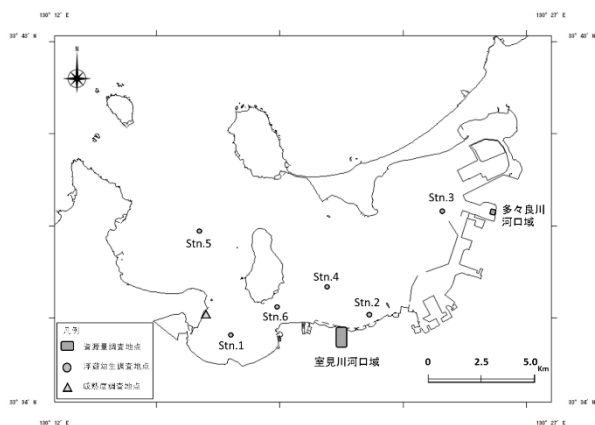 130° 12' E
130° 27' E
33° 40' N
33° 40' N
N
Stn.3
多々良川
河口域
Stn.5
Stn.4
Stn.2
Stn.6
Stn.1
室見川河口域
凡例
資源量調査地点
浮遊幼生調査地点
成熟度調査地点
0 2.5 5.0
Km
33° 34' N
33° 34' N
130° 12' E
130° 27' E